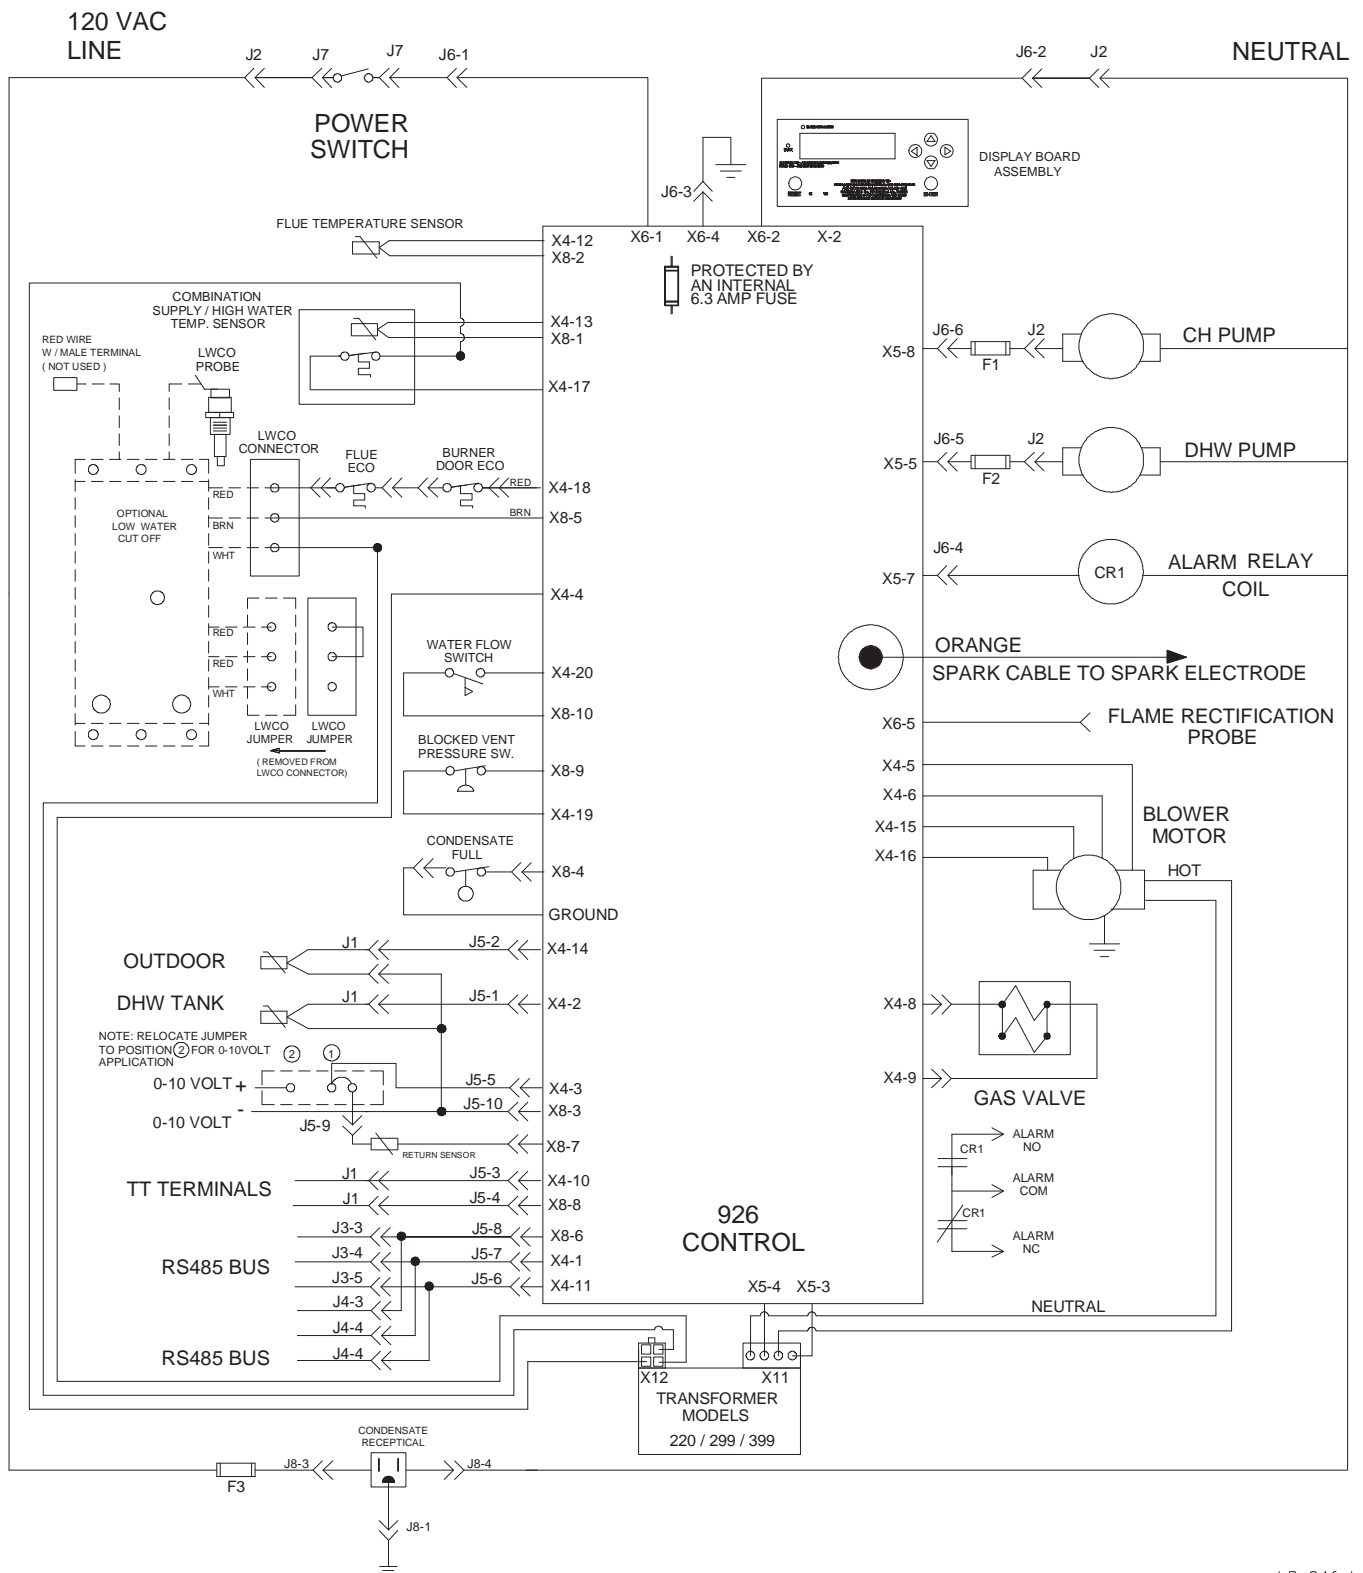 120 VAC
LINE
J2
J7
J7
J6-1
J6-2
J2
NEUTRAL
POWER
SWITCH
J6-3
DISPLAY BOARD
ASSEMBLY
FLUE TEMPERATURE SENSOR
X4-12
X8-2
X6-1
X6-4
X6-2
X-2
PROTECTED BY
AN INTERNAL
6.3 AMP FUSE
COMBINATION
SUPPLY / HIGH WATER
TEMP. SENSOR
X4-13
X8-1
X4-17
RED WIRE
W / MALE TERMINAL
( NOT USED )
LWCO
PROBE
J6-6
J2
CH PUMP
X5-8
F1
LWCO
CONNECTOR
FLUE
ECO
BURNER
DOOR ECO
J6-5
J2
DHW PUMP
X5-5
F2
RED
RED
X4-18
OPTIONAL
LOW WATER
CUT OFF
BRN
BRN
X8-5
WHT
J6-4
X5-7
CR1
ALARM RELAY
COIL
X4-4
RED
RED
WHT
LWCO
JUMPER
LWCO
JUMPER
( REMOVED FROM
LWCO CONNECTOR)
WATER FLOW
SWITCH
X4-20
X8-10
ORANGE
SPARK CABLE TO SPARK ELECTRODE
X6-5
FLAME RECTIFICATION
PROBE
BLOCKED VENT
PRESSURE SW.
X8-9
X4-19
X4-5
X4-6
X4-15
X4-16
BLOWER
MOTOR
HOT
CONDENSATE
FULL
X8-4
GROUND
OUTDOOR
J1
J5-2
X4-14
DHW TANK
J1
J5-1
X4-2
X4-8
X4-9
GAS VALVE
NOTE: RELOCATE JUMPER
TO POSITION 2 FOR 0-10VOLT
APPLICATION
2
1
0-10 VOLT +
J5-5
X4-3
0-10 VOLT -
J5-10
X8-3
J5-9
RETURN SENSOR
X8-7
CR1
ALARM
NO
ALARM
COM
CR1
ALARM
NC
TT TERMINALS
J1
J5-3
X4-10
J1
J5-4
X8-8
926
CONTROL
RS485 BUS
J3-3
J5-8
X8-6
J3-4
J5-7
X4-1
J3-5
J5-6
X4-11
J4-3
J4-4
RS485 BUS
J4-4
X5-4
X5-3
NEUTRAL
X12
X11
TRANSFORMER
MODELS
220 / 299 / 399
CONDENSATE
RECEPTICAL
F3
J8-3
J8-4
J8-1